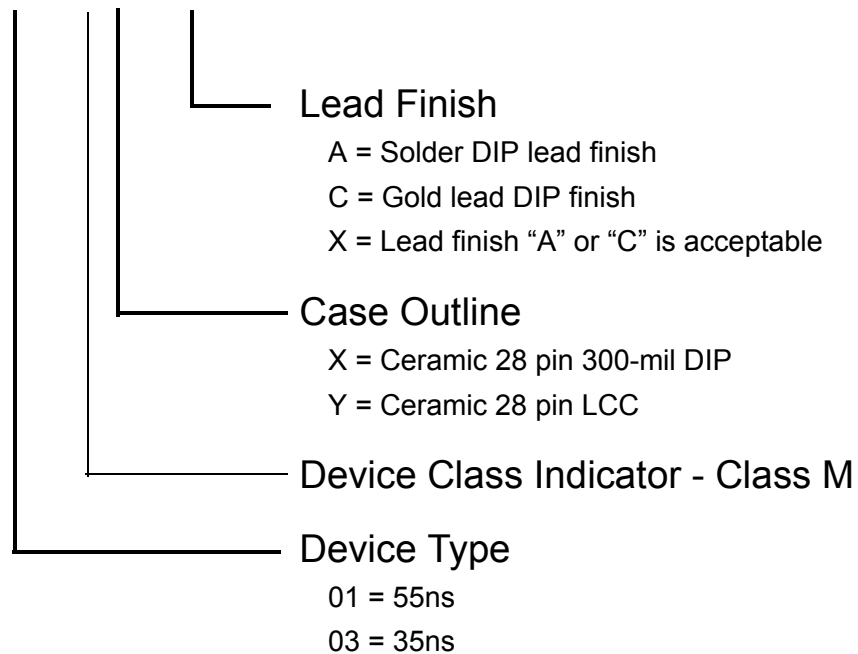 Lead Finish
A = Solder DIP lead finish
C = Gold lead DIP finish
X = Lead finish “A” or “C” is acceptable
Case Outline
X = Ceramic 28 pin 300-mil DIP
Y = Ceramic 28 pin LCC
Device Class Indicator - Class M
Device Type
01 = 55ns
03 = 35ns